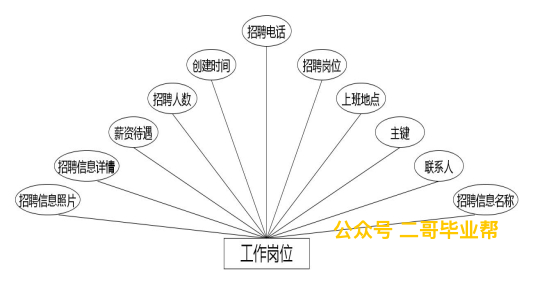 招聘电话
创建时间
招聘岗位
招聘人数
上班地点
薪资待遇
主键
招聘信息详情
联系人
招聘信息照片
招聘信息名称
公众号 二哥毕业帮
工作岗位